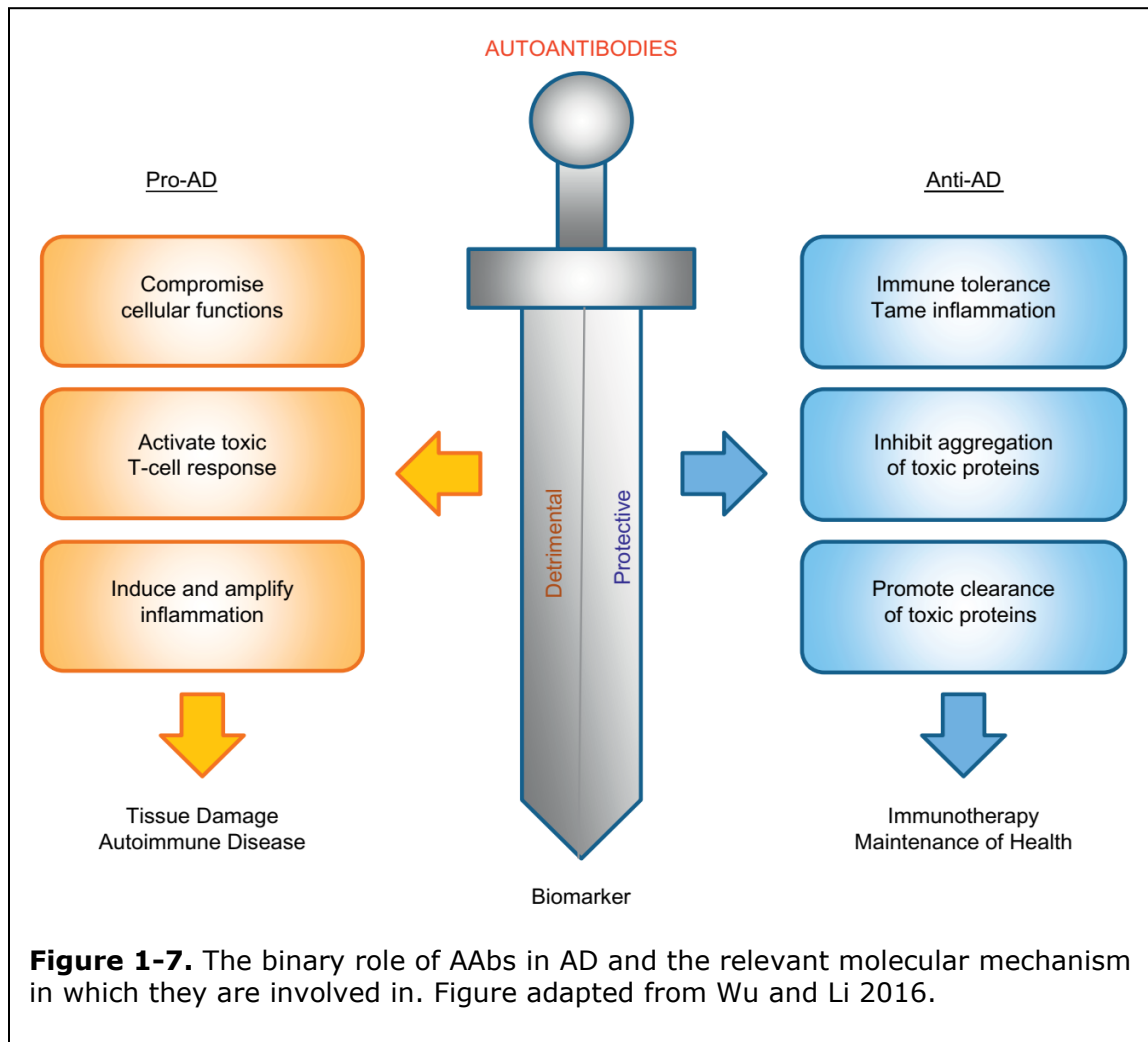 AUTOANTIBODIES
Pro-AD
Compromise
cellular functions
Activate toxic
T-cell response
Induce and amplify
inflammation
Tissue Damage
Autoimmune Disease
Detrimental
Protective
Biomarker
Anti-AD
Immune tolerance
Tame inflammation
Inhibit aggregation
of toxic proteins
Promote clearance
of toxic proteins
Immunotherapy
Maintenance of Health
Figure 1-7. The binary role of AAbs in AD and the relevant molecular mechanism
in which they are involved in. Figure adapted from Wu and Li 2016.